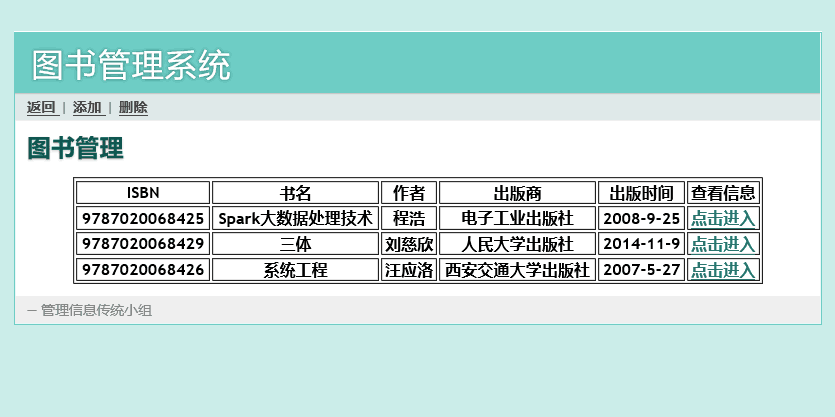 图书管理系统
返回 | 添加 | 删除
图书管理
ISBN 书名 作者 出版商 出版时间 查看信息
9787020068425 Spark大数据处理技术 程浩 电子工业出版社 2008-9-25 点击进入
9787020068429 三体 刘慈欣 人民大学出版社 2014-11-9 点击进入
9787020068426 系统工程 汪应洛 西安交通大学出版社 2007-5-27 点击进入
— 管理信息传统小组